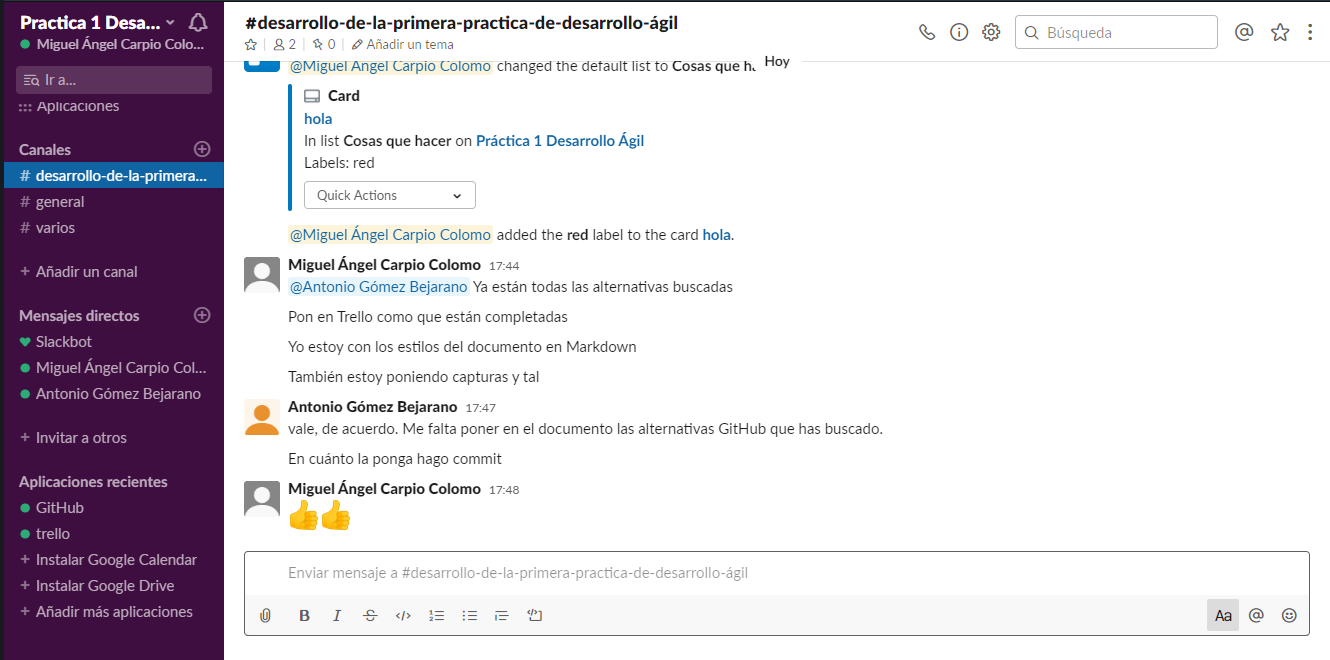 Practica 1 Desa...
Miguel Ángel Carpio Colo...
Ir a...
Aplicaciones
Canales
# desarrollo-de-la-primera...
# general
# varios
+ Añadir un canal
Mensajes directos
Slackbot
Miguel Ángel Carpio Col...
Antonio Gómez Bejarano
+ Invitar a otros
Aplicaciones recientes
GitHub
trello
+ Instalar Google Calendar
+ Instalar Google Drive
+ Añadir más aplicaciones
#desarrollo-de-la-primera-practica-de-desarrollo-ágil
2 | 0 | Añadir un tema
Búsqueda
Hoy
@Miguel Ángel Carpio Colomo changed the default list to Cosas que
Card
hola
In list Cosas que hacer on Práctica 1 Desarrollo Ágil
Labels: red
Quick Actions
@Miguel Ángel Carpio Colomo added the red label to the card hola.
Miguel Ángel Carpio Colomo 17:44
@Antonio Gómez Bejarano Ya están todas las alternativas buscadas
Pon en Trello como que están completadas
Yo estoy con los estilos del documento en Markdown
También estoy poniendo capturas y tal
Antonio Gómez Bejarano 17:47
vale, de acuerdo. Me falta poner en el documento las alternativas GitHub que has buscado.
En cuánto la ponga hago commit
Miguel Ángel Carpio Colomo 17:48
Enviar mensaje a #desarrollo-de-la-primera-practica-de-desarrollo-ágil
B I S </> Aa @